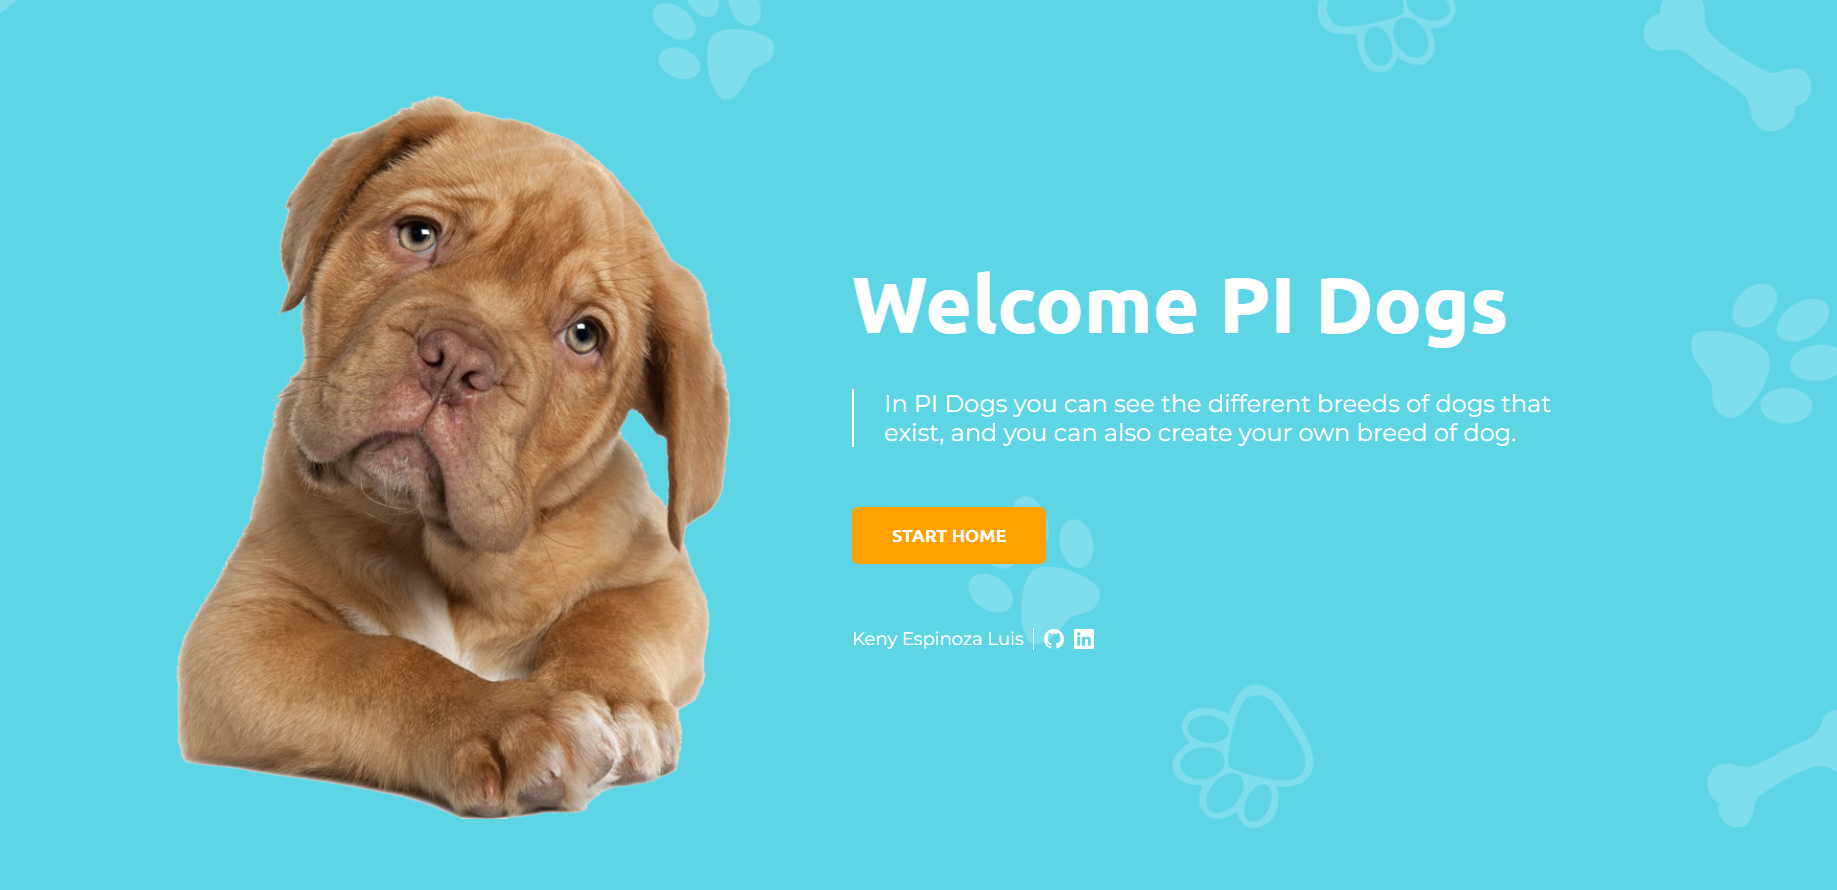 Welcome PI Dogs
In PI Dogs you can see the different breeds of dogs that
exist, and you can also create your own breed of dog.
START HOME
Keny Espinoza Luis